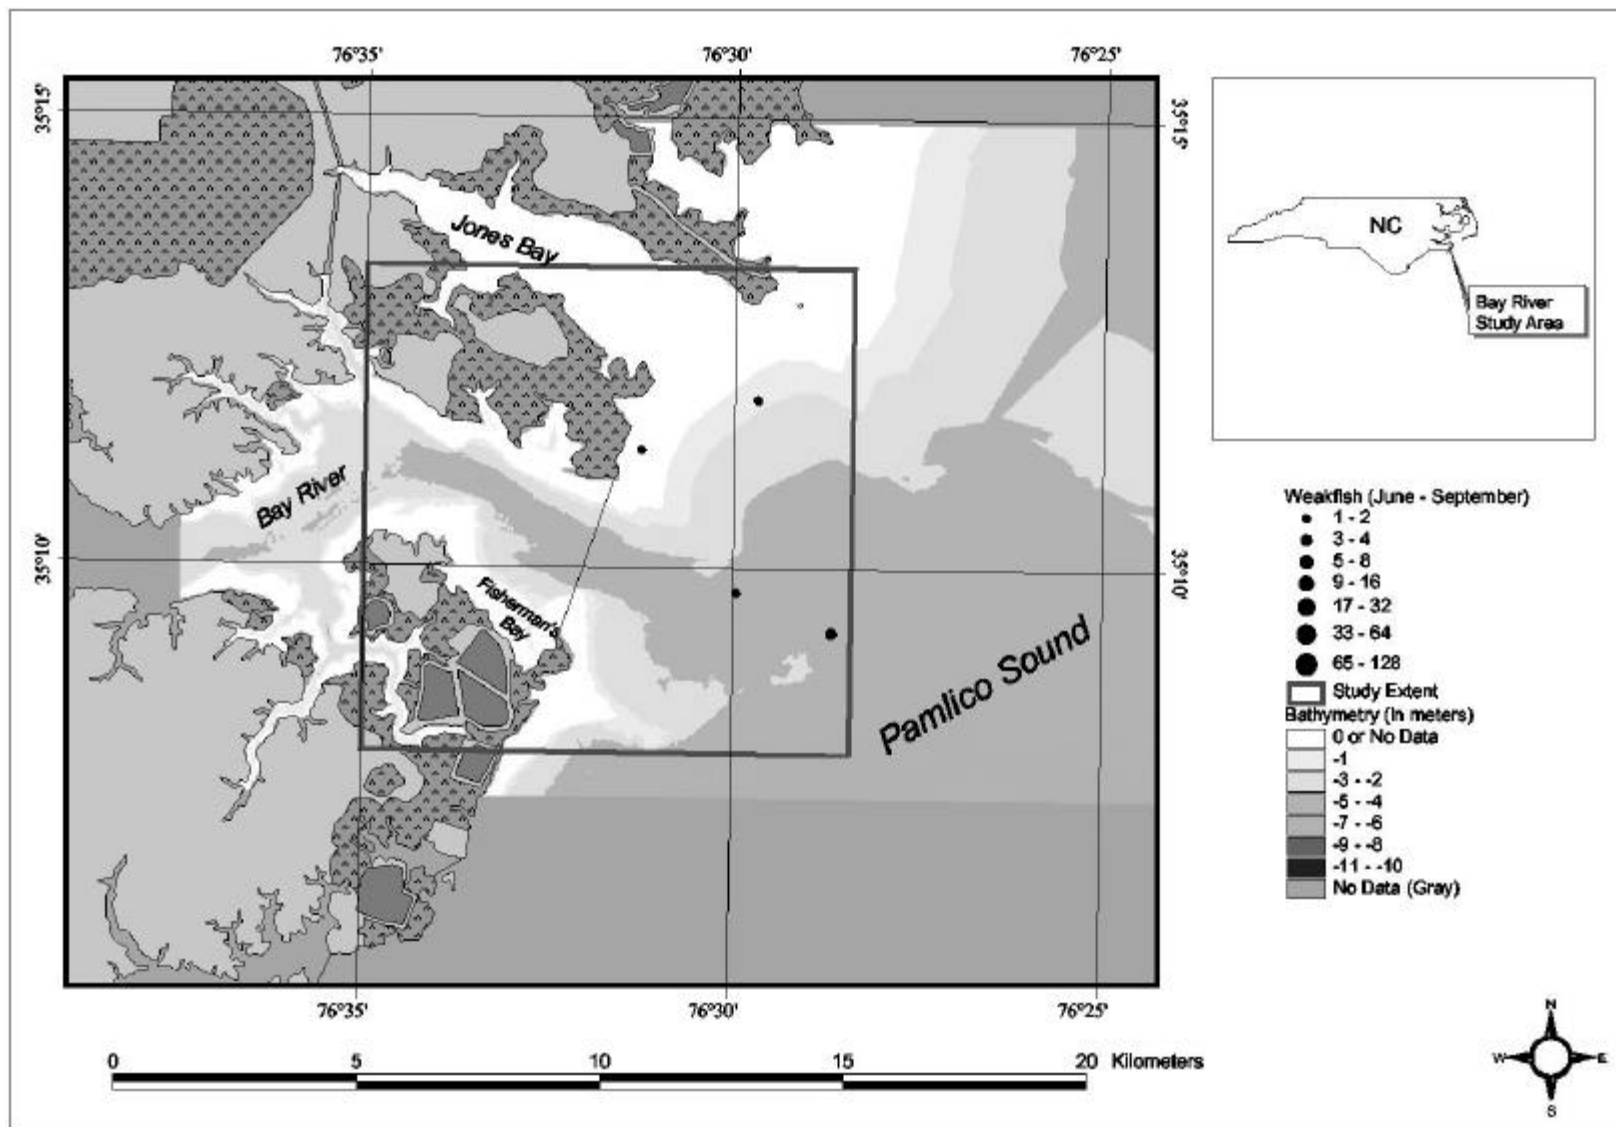 76°35'
76°30'
76°25'
35°15'
35°15'
Jones Bay
NC
Bay River
Study Area
Bay River
35°10'
35°10'
Fisherman's
Bay
Pamlico Sound
Weakfish (June - September)
1 - 2
3 - 4
5 - 8
9 - 16
17 - 32
33 - 64
65 - 128
Study Extent
Bathymetry (In meters)
0 or No Data
-1
-3 - -2
-5 - -4
-7 - -6
-9 - -8
-11 - -10
No Data (Gray)
76°35'
76°30'
76°25'
0 5 10 15 20 Kilometers
N
W E
S